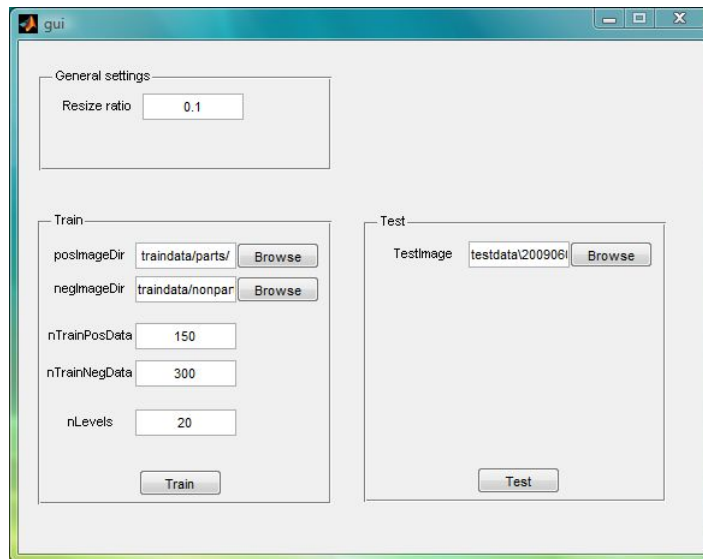 gui
General settings
Resize ratio 0.1
Train
posImageDir traindata/parts/ Browse
negImageDir traindata/nonpar Browse
nTrainPosData 150
nTrainNegData 300
nLevels 20
Train
Test
TestImage testdata\200906 Browse
Test